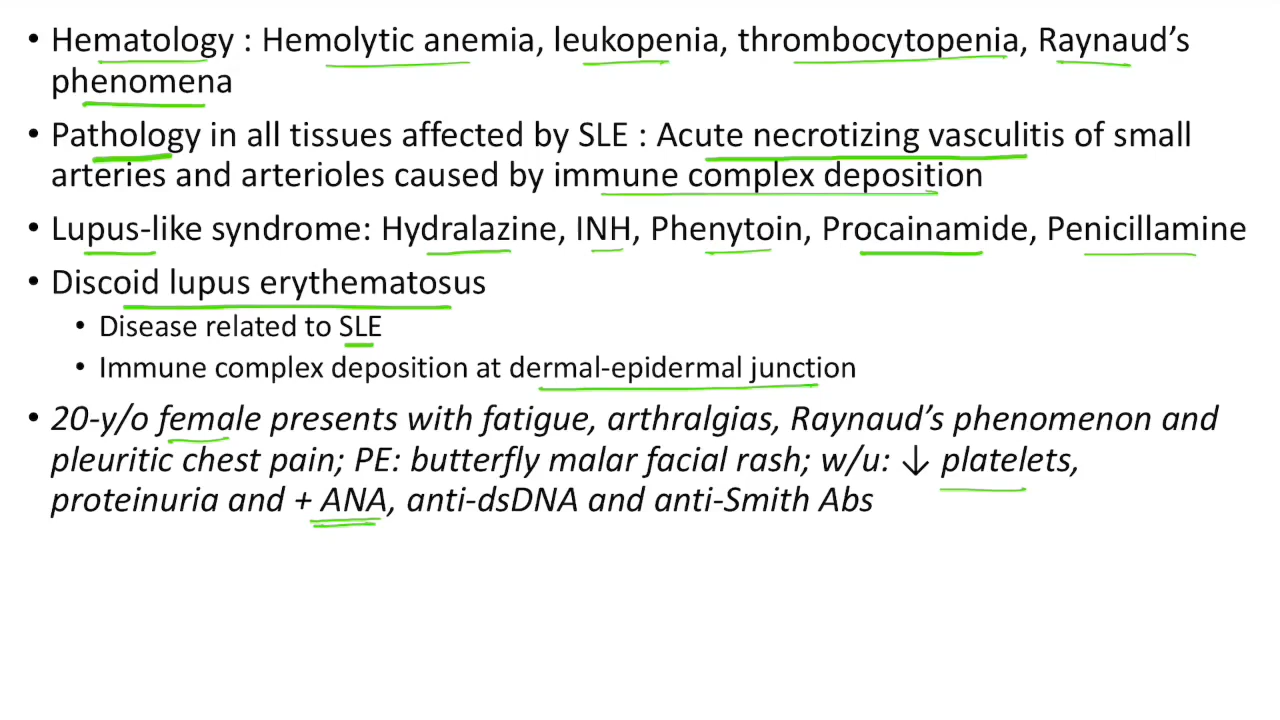 • Hematology : Hemolytic anemia, leukopenia, thrombocytopenia, Raynaud's
phenomena
• Pathology in all tissues affected by SLE : Acute necrotizing vasculitis of small
arteries and arterioles caused by immune complex deposition
• Lupus-like syndrome: Hydralazine, INH, Phenytoin, Procainamide, Penicillamine
• Discoid lupus erythematosus
• Disease related to SLE
• Immune complex deposition at dermal-epidermal junction
• 20-y/o female presents with fatigue, arthralgias, Raynaud's phenomenon and
pleuritic chest pain; PE: butterfly malar facial rash; w/u: ↓ platelets,
proteinuria and + ANA, anti-dsDNA and anti-Smith Abs